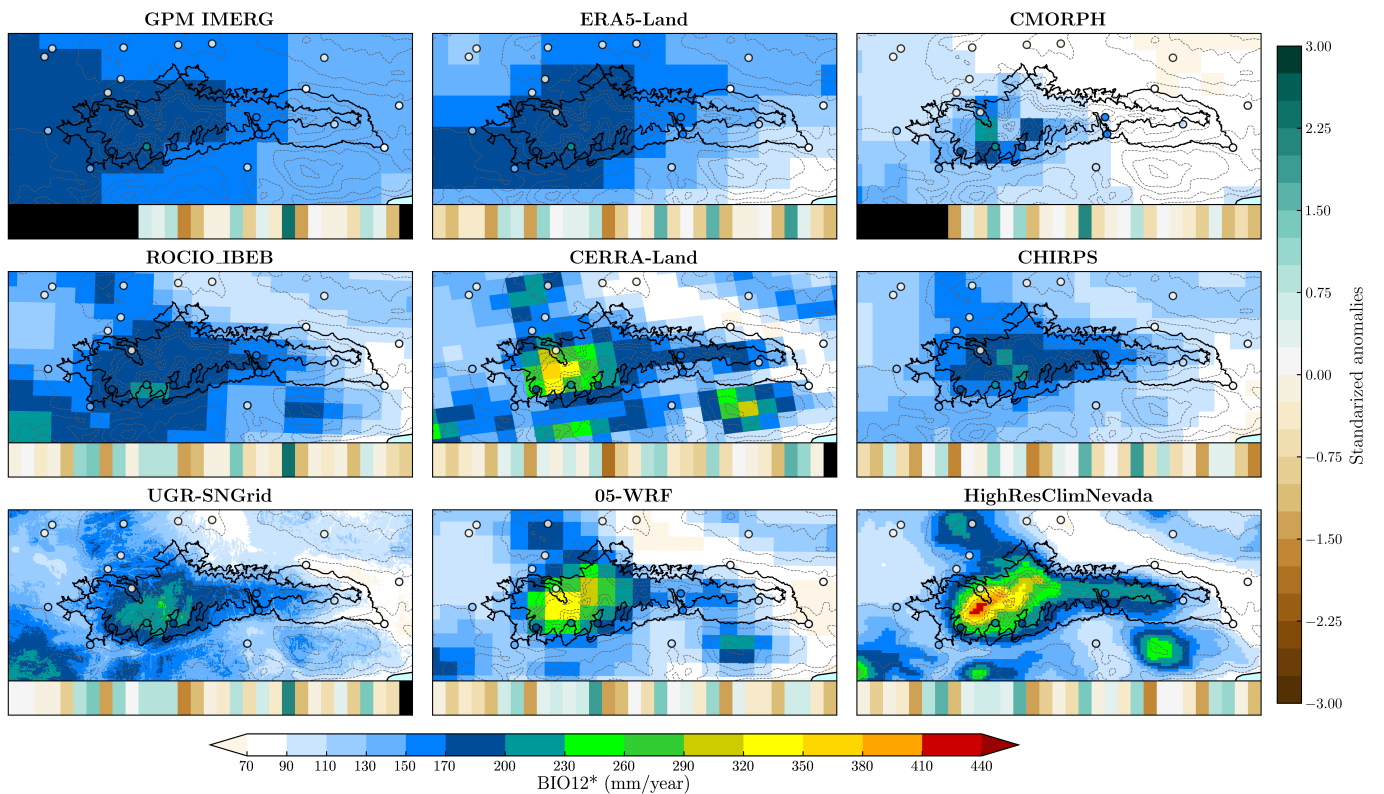 GPM IMERG
ERA5-Land
CMORPH
ROCIO_IBEB
CERRA-Land
CHIRPS
UGR-SNGrid
05-WRF
HighResClimNevada
3.00
2.25
1.50
0.75
0.00
−0.75
−1.50
−2.25
−3.00
Standarized anomalies
70 90 110 130 150 170 200 230 260 290 320 350 380 410 440
BIO12* (mm/year)